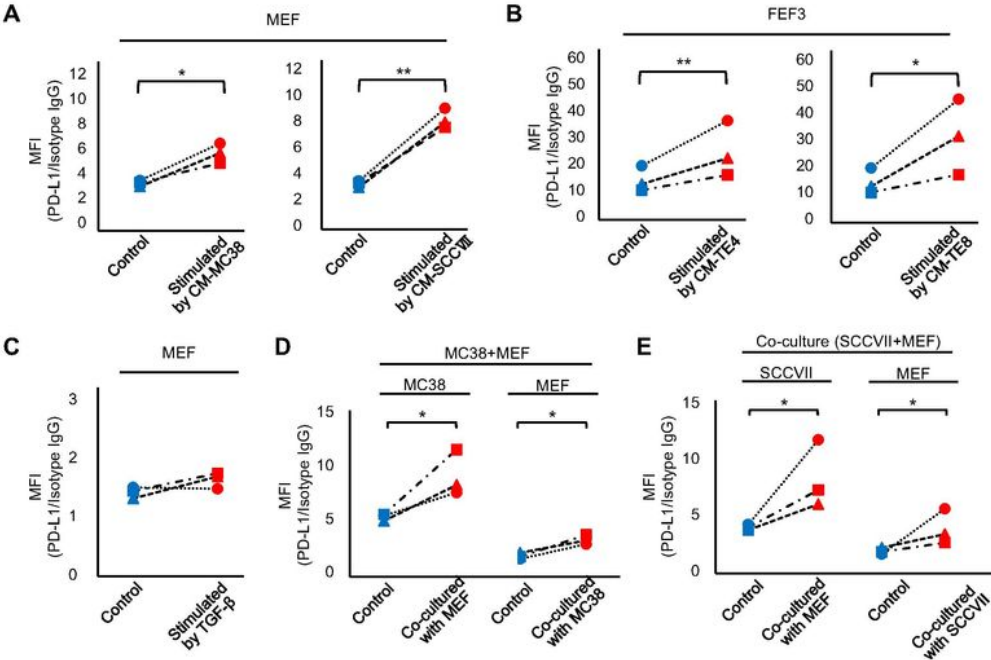 A
MEF
MFI
(PD-L1/Isotype IgG)
12
10
8
6
4
2
0
*
Control
Stimulated
by CM-MC38
12
10
8
6
4
2
0
**
Control
Stimulated
by CM-SCCⅦ
B
FEF3
MFI
(PD-L1/Isotype IgG)
60
50
40
30
20
10
0
**
Control
Stimulated
by CM-TE4
60
50
40
30
20
10
0
*
Control
Stimulated
by CM-TE8
C
MEF
MFI
(PD-L1/Isotype IgG)
3
2
1
0
Control
Stimulated
by TGF-β
D
MC38+MEF
MC38
MEF
MFI
(PD-L1/Isotype IgG)
15
10
5
0
*
*
Control
Co-cultured
with MEF
Control
Co-cultured
with MC38
E
Co-culture (SCCVII+MEF)
SCCVII
MEF
MFI
(PD-L1/Isotype IgG)
15
10
5
0
*
*
Control
Co-cultured
with MEF
Control
Co-cultured
with SCCVII